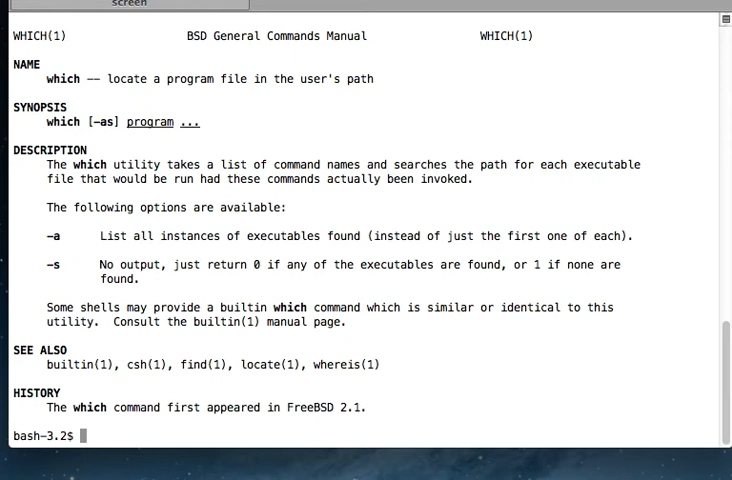 screen
WHICH(1) BSD General Commands Manual WHICH(1)
NAME
which -- locate a program file in the user's path
SYNOPSIS
which [-as] program ...
DESCRIPTION
The which utility takes a list of command names and searches the path for each executable
file that would be run had these commands actually been invoked.
The following options are available:
-a List all instances of executables found (instead of just the first one of each).
-s No output, just return 0 if any of the executables are found, or 1 if none are
found.
Some shells may provide a builtin which command which is similar or identical to this
utility. Consult the builtin(1) manual page.
SEE ALSO
builtin(1), csh(1), find(1), locate(1), whereis(1)
HISTORY
The which command first appeared in FreeBSD 2.1.
bash-3.2$